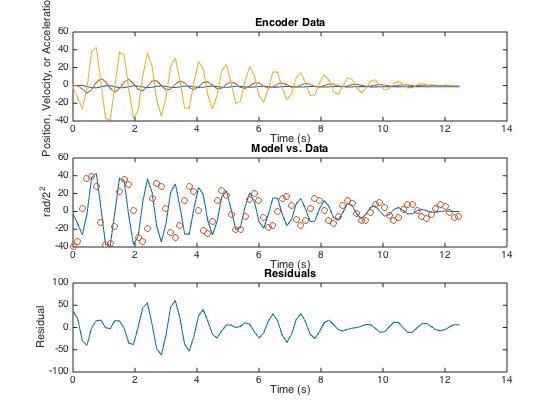 Encoder Data
Position, Velocity, or Acceleratio
60
40
20
0
-20
-40
0 2 4 6 8 10 12 14
Time (s)
Model vs. Data
rad/2²
60
40
20
0
-20
-40
0 2 4 6 8 10 12 14
Time (s)
Residuals
Residual
100
50
0
-50
-100
0 2 4 6 8 10 12 14
Time (s)